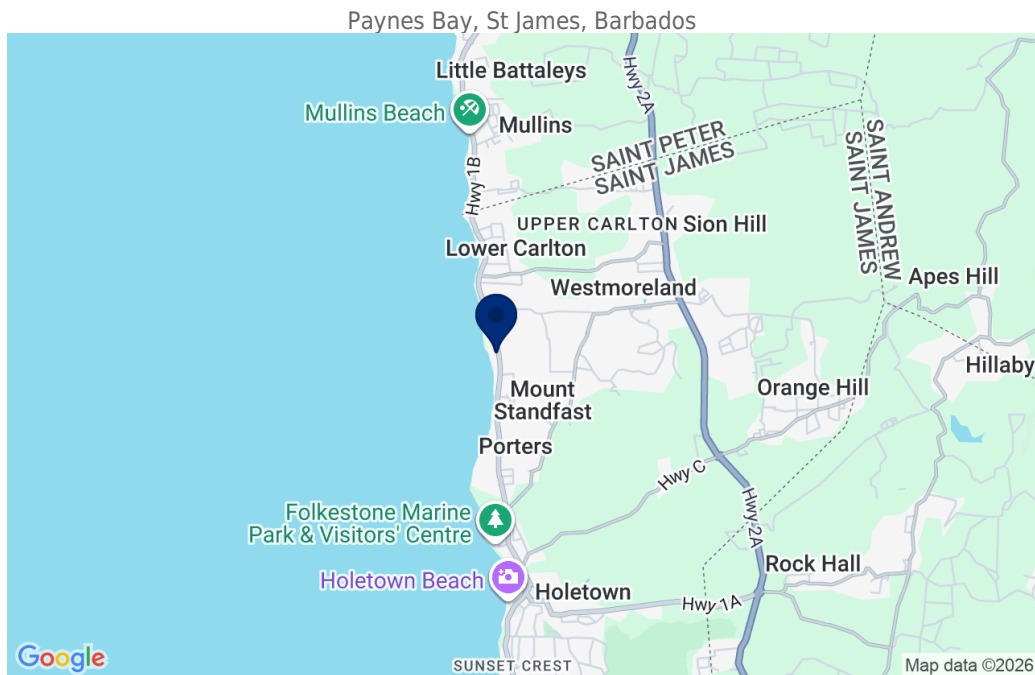 Paynes Bay, St James, Barbados
Little Battaleys
Mullins Beach
Mullins
Hwy 2A
SAINT PETER
SAINT JAMES
SAINT ANDREW
SAINT JAMES
Hwy 1B
UPPER CARLTON
Sion Hill
Lower Carlton
Apes Hill
Westmoreland
Hillaby
Mount
Standfast
Orange Hill
Porters
Hwy C
Folkestone Marine
Park & Visitors' Centre
Hwy 2A
Rock Hall
Holetown Beach
Holetown
Hwy 1A
SUNSET CREST
Google
Map data ©2026